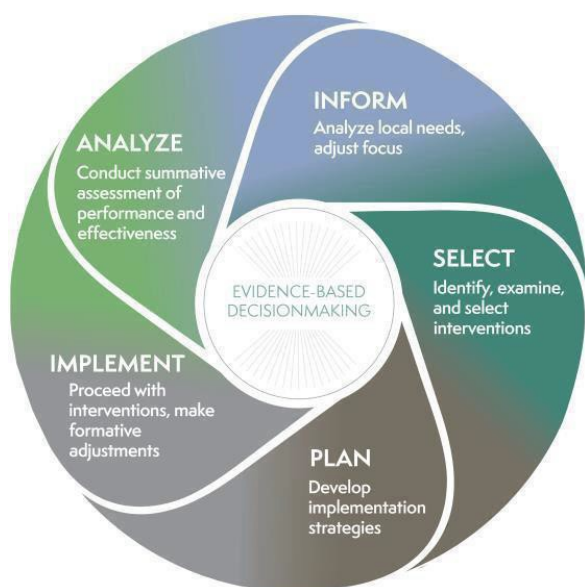 INFORM
Analyze local needs,
adjust focus
SELECT
Identify, examine,
and select
interventions
PLAN
Develop
implementation
strategies
IMPLEMENT
Proceed with
interventions, make
formative
adjustments
ANALYZE
Conduct summative
assessment of
performance and
effectiveness
EVIDENCE-BASED
DECISIONMAKING